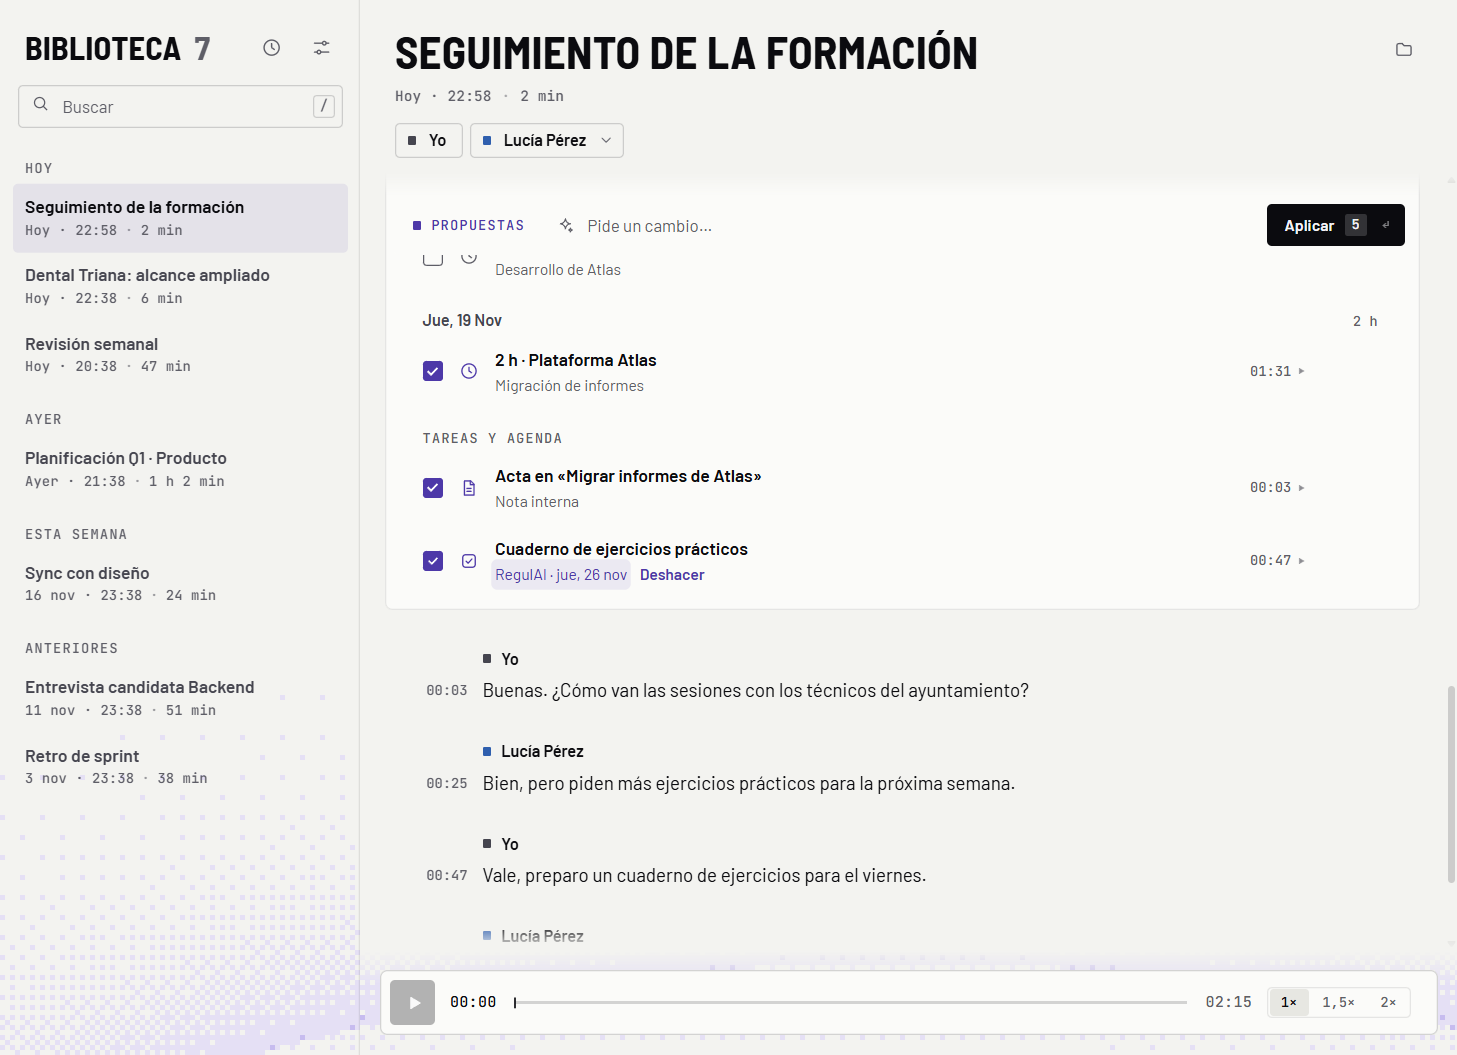 BIBLIOTECA 7
Buscar /
HOY
Seguimiento de la formación
Hoy · 22:58 · 2 min
Dental Triana: alcance ampliado
Hoy · 22:38 · 6 min
Revisión semanal
Hoy · 20:38 · 47 min
AYER
Planificación Q1 · Producto
Ayer · 21:38 · 1 h 2 min
ESTA SEMANA
Sync con diseño
16 nov · 23:38 · 24 min
ANTERIORES
Entrevista candidata Backend
11 nov · 23:38 · 51 min
Retro de sprint
3 nov · 23:38 · 38 min
SEGUIMIENTO DE LA FORMACIÓN
Hoy · 22:58 · 2 min
Yo
Lucía Pérez
PROPUESTAS
Pide un cambio...
Aplicar 5
Desarrollo de Atlas
Jue, 19 Nov
2 h
2 h · Plataforma Atlas
Migración de informes
01:31
TAREAS Y AGENDA
Acta en «Migrar informes de Atlas»
Nota interna
00:03
Cuaderno de ejercicios prácticos
RegulAI · jue, 26 nov Deshacer
00:47
Yo
00:03 Buenas. ¿Cómo van las sesiones con los técnicos del ayuntamiento?
Lucía Pérez
00:25 Bien, pero piden más ejercicios prácticos para la próxima semana.
Yo
00:47 Vale, preparo un cuaderno de ejercicios para el viernes.
Lucía Pérez
00:00
02:15
1× 1,5× 2×